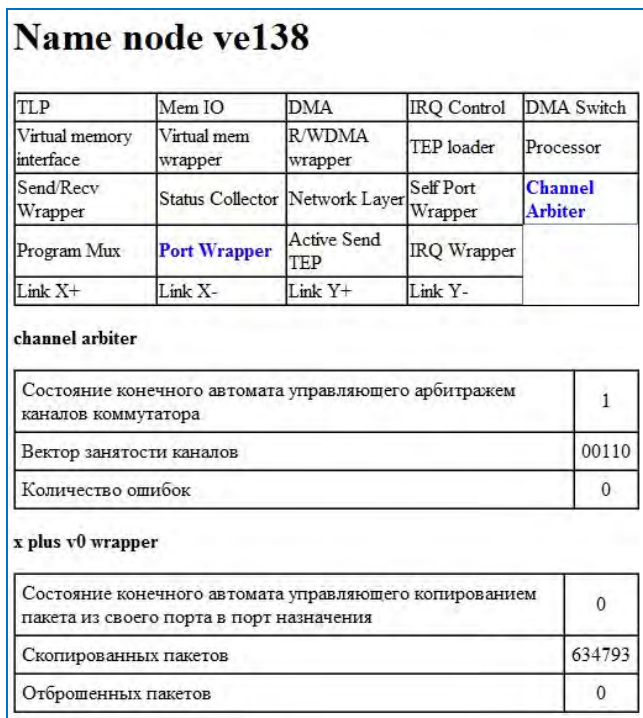 Name node ve138
TLP Mem IO DMA IRQ Control DMA Switch
Virtual memory interface Virtual mem wrapper R/WDMA wrapper TEP loader Processor
Send/Recv Wrapper Status Collector Network Layer Self Port Wrapper Channel Arbiter
Program Mux Port Wrapper Active Send TEP IRQ Wrapper
Link X+ Link X- Link Y+ Link Y-
channel arbiter
Состояние конечного автомата управляющего арбитражем
каналов коммутатора 1
Вектор занятости каналов 00110
Количество ошибок 0
x plus v0 wrapper
Состояние конечного автомата управляющего копированием
пакета из своего порта в порт назначения 0
Скопированных пакетов 634793
Отброшенных пакетов 0